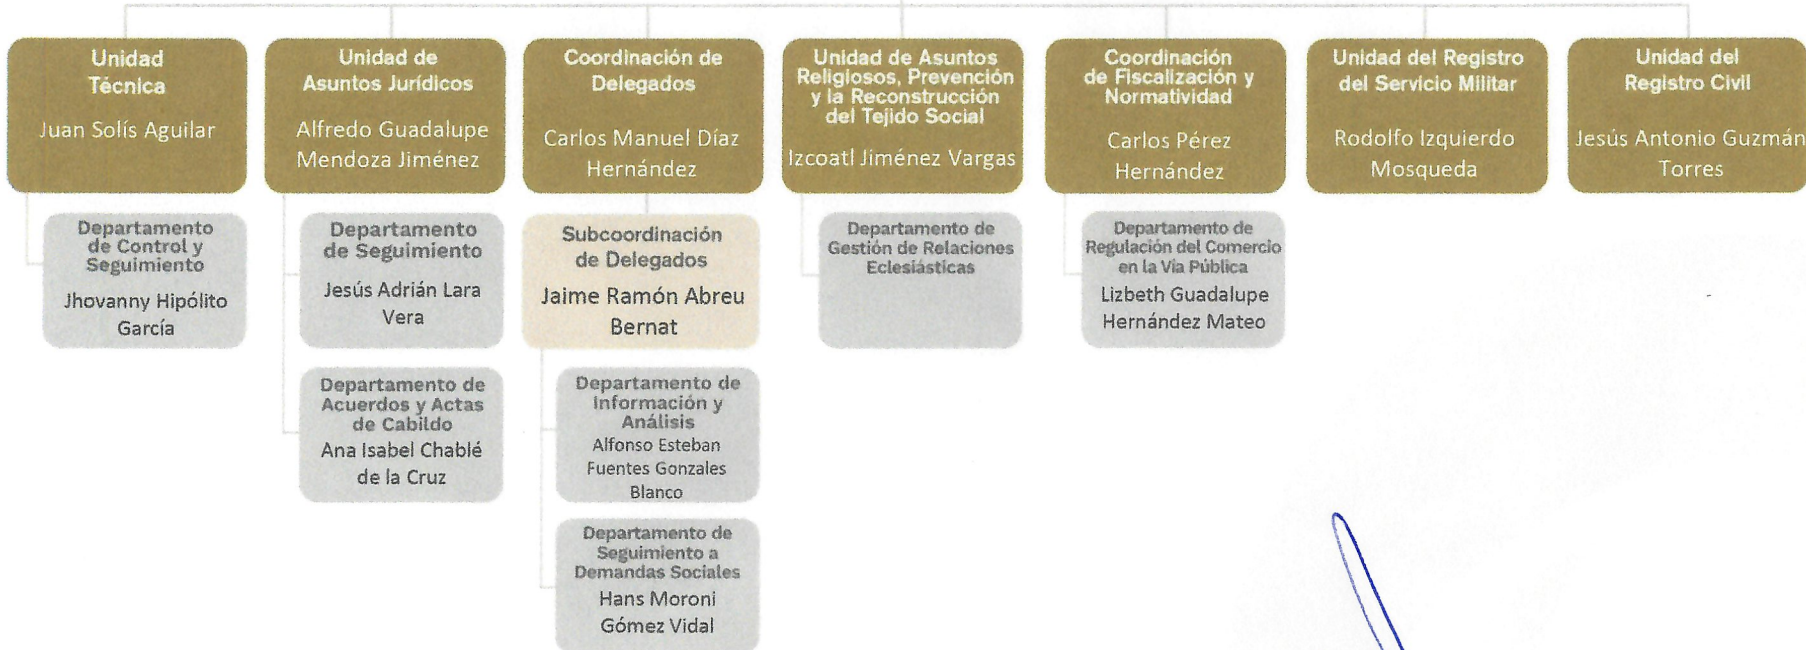 Unidad
Técnica
Juan Solís Aguilar
Unidad de
Asuntos Jurídicos
Alfredo Guadalupe
Mendoza Jiménez
Coordinación de
Delegados
Carlos Manuel Díaz
Hernández
Unidad de Asuntos
Religiosos, Prevención
y la Reconstrucción
del Tejido Social
Izcoatl Jiménez Vargas
Coordinación
de Fiscalización y
Normatividad
Carlos Pérez
Hernández
Unidad del Registro
del Servicio Militar
Rodolfo Izquierdo
Mosqueda
Unidad del
Registro Civil
Jesús Antonio Guzmán
Torres
Departamento
de Control y
Seguimiento
Jhovanny Hipólito
García
Departamento
de Seguimiento
Jesús Adrián Lara
Vera
Subcoordinación
de Delegados
Jaime Ramón Abreu
Bernat
Departamento de
Gestión de Relaciones
Eclesiásticas
Departamento de
Regulación del Comercio
en la Vía Pública
Lizbeth Guadalupe
Hernández Mateo
Departamento de
Acuerdos y Actas
de Cabildo
Ana Isabel Chablé
de la Cruz
Departamento de
Información y
Análisis
Alfonso Esteban
Fuentes Gonzales
Blanco
Departamento de
Seguimiento a
Demandas Sociales
Hans Moroni
Gómez Vidal